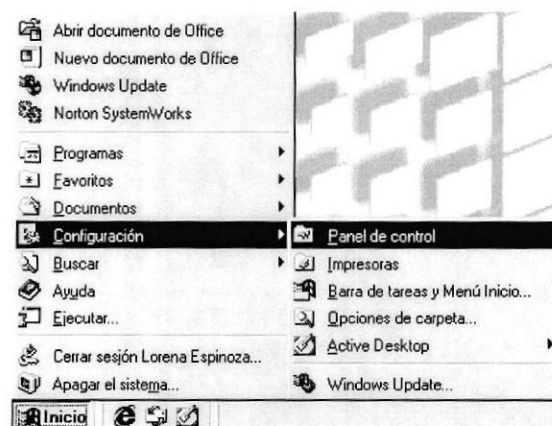 Abrir documento de Office
Nuevo documento de Office
Windows Update
Norton SystemWorks
Programas
Favoritos
Documentos
Configuración
Buscar
Ayuda
Ejecutar...
Cerrar sesión Lorena Espinoza...
Apagar el sistema...
Panel de control
Impresoras
Barra de tareas y Menú Inicio...
Opciones de carpeta...
Active Desktop
Windows Update...
Inicio